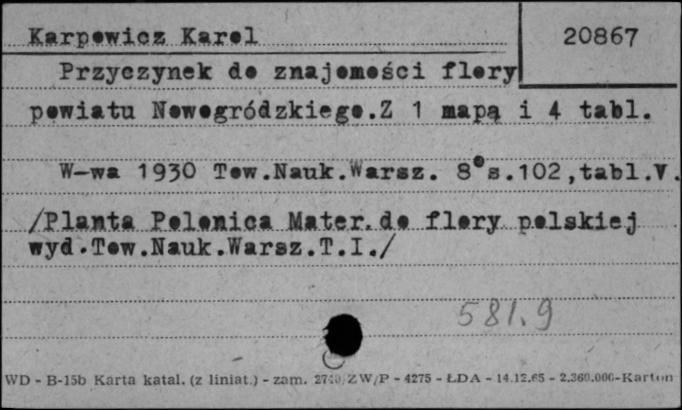 Karpowicz Karol
20867
Przyczynek do znajomości flory
powiatu Nowogródzkiego.Z 1 mapą i 4 tabl.
W-wa 1930 Tow.Nauk.Warsz. 8°s.102,tabl.V.
/Planta Polonica Mater.do flory polskiej
wyd.Tow.Nauk.Warsz.T.I./
581.9
WD - B-15b Karta katal. (z liniat.) - zam. 2740/ZW/P - 4275 - ŁDA - 14.12.65 - 2.360.000-Karton